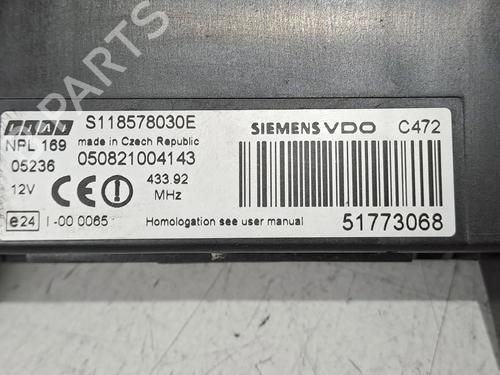 B-PARTS
FIAT S118578030E SIEMENS VDO C472
NPL 169 made in Czech Republic
05236 050821004143
12V CE 433.92
MHz
e24 I-00 0065 Homologation see user manual 51773068